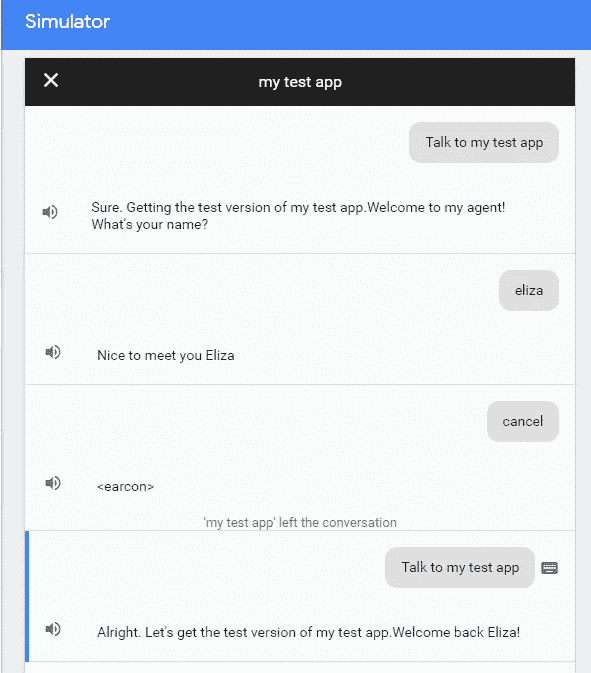 Simulator
my test app
Talk to my test app
Sure. Getting the test version of my test app.Welcome to my agent!
What's your name?
eliza
Nice to meet you Eliza
cancel
<earcon>
'my test app' left the conversation
Talk to my test app
Alright. Let's get the test version of my test app.Welcome back Eliza!